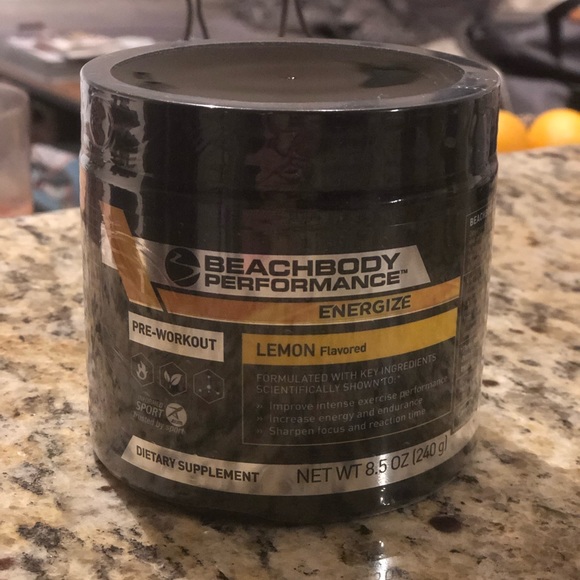 BEACHBODY
PERFORMANCE™
ENERGIZE
PRE-WORKOUT
LEMON Flavored
FORMULATED WITH KEY INGREDIENTS
SCIENTIFICALLY SHOWN TO:*
Improve intense exercise performance
Increase energy and endurance
Sharpen focus and reaction time
SPORT
DIETARY SUPPLEMENT
NET WT 8.5 OZ (240 g)